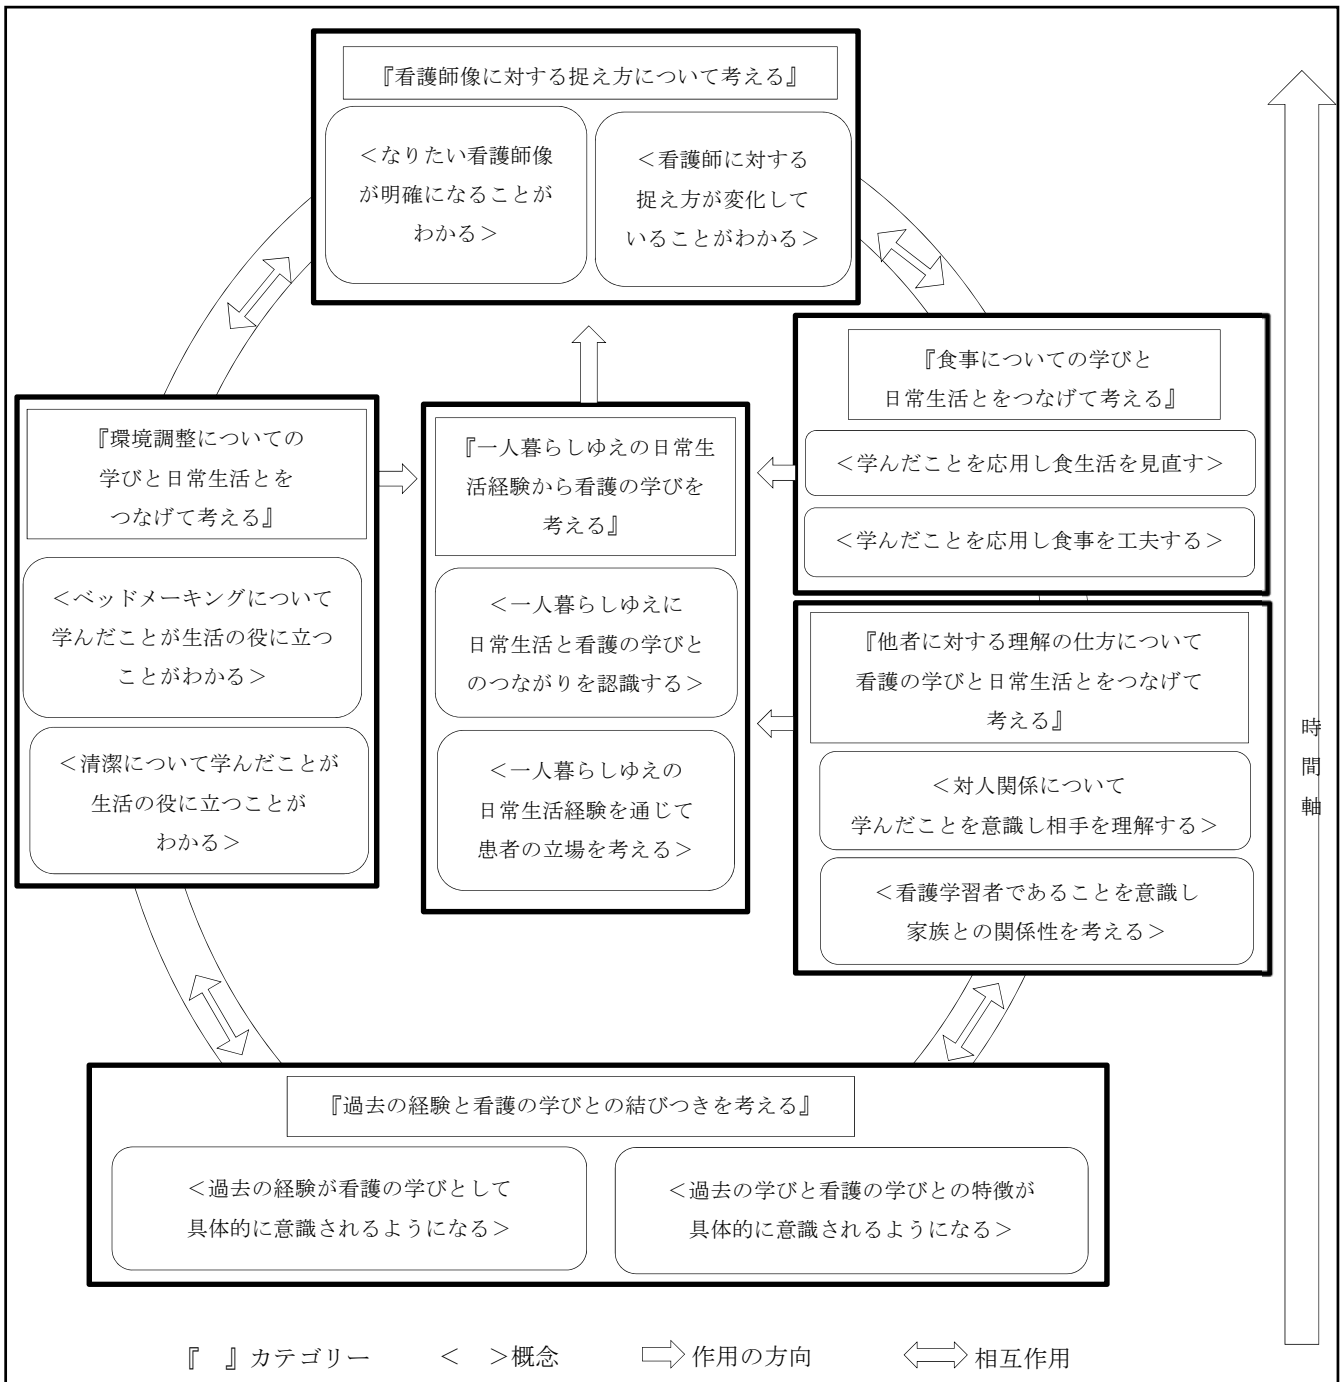 『看護師像に対する捉え方について考える』
＜なりたい看護師像
が明確になることが
わかる＞
＜看護師に対する
捉え方が変化して
いることがわかる＞
『食事についての学びと
日常生活とをつなげて考える』
＜学んだことを応用し食生活を見直す＞
＜学んだことを応用し食事を工夫する＞
『環境調整についての
学びと日常生活とを
つなげて考える』
＜ベッドメーキングについて
学んだことが生活の役に立つ
ことがわかる＞
＜清潔について学んだことが
生活の役に立つことが
わかる＞
『一人暮らしゆえの日常生
活経験から看護の学びを
考える』
＜一人暮らしゆえに
日常生活と看護の学びと
のつながりを認識する＞
＜一人暮らしゆえの
日常生活経験を通じて
患者の立場を考える＞
『他者に対する理解の仕方について
看護の学びと日常生活とをつなげて
考える』
＜対人関係について
学んだことを意識し相手を理解する＞
＜看護学習者であることを意識し
家族との関係性を考える＞
時間軸
『過去の経験と看護の学びとの結びつきを考える』
＜過去の経験が看護の学びとして
具体的に意識されるようになる＞
＜過去の学びと看護の学びとの特徴が
具体的に意識されるようになる＞
『　』カテゴリー　　＜　＞概念　　作用の方向　　相互作用